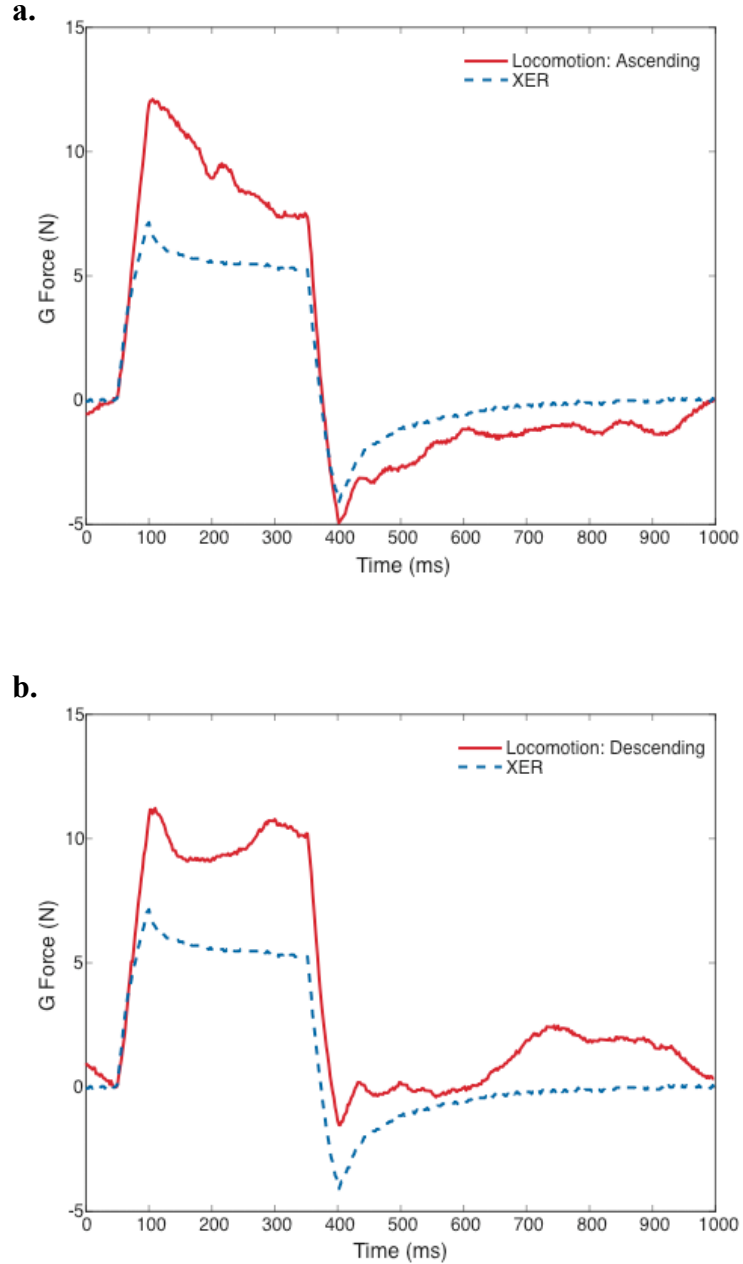 a.
15
Locomotion: Ascending
XER
10
G Force (N)
5
0
-5
0 100 200 300 400 500 600 700 800 900 1000
Time (ms)
b.
15
Locomotion: Descending
XER
10
G Force (N)
5
0
-5
0 100 200 300 400 500 600 700 800 900 1000
Time (ms)